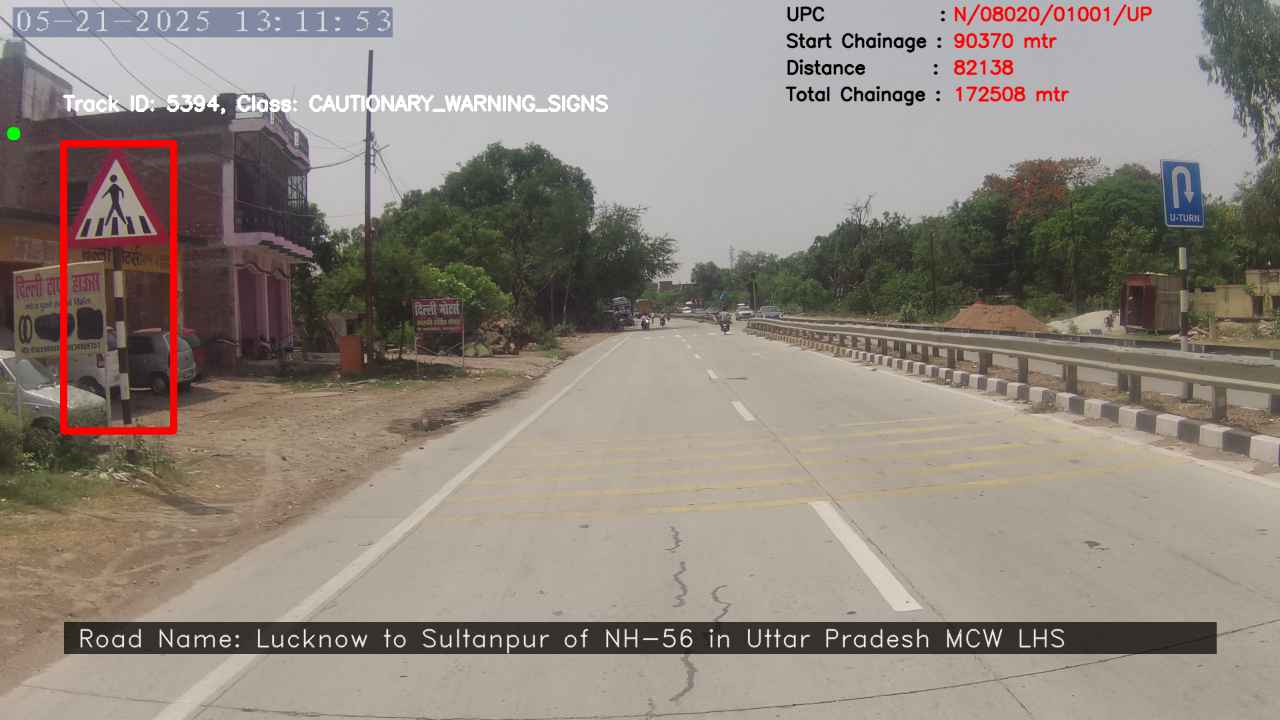 05-21-2025 13:11:53
UPC : N/08020/01001/UP
Start Chainage : 90370 mtr
Distance : 82138
Total Chainage : 172508 mtr
Track ID: 5394, Class: CAUTIONARY_WARNING_SIGNS
U-TURN
दिल्ली
हाउस
दिल्ली मोटर्स
Road Name: Lucknow to Sultanpur of NH-56 in Uttar Pradesh MCW LHS